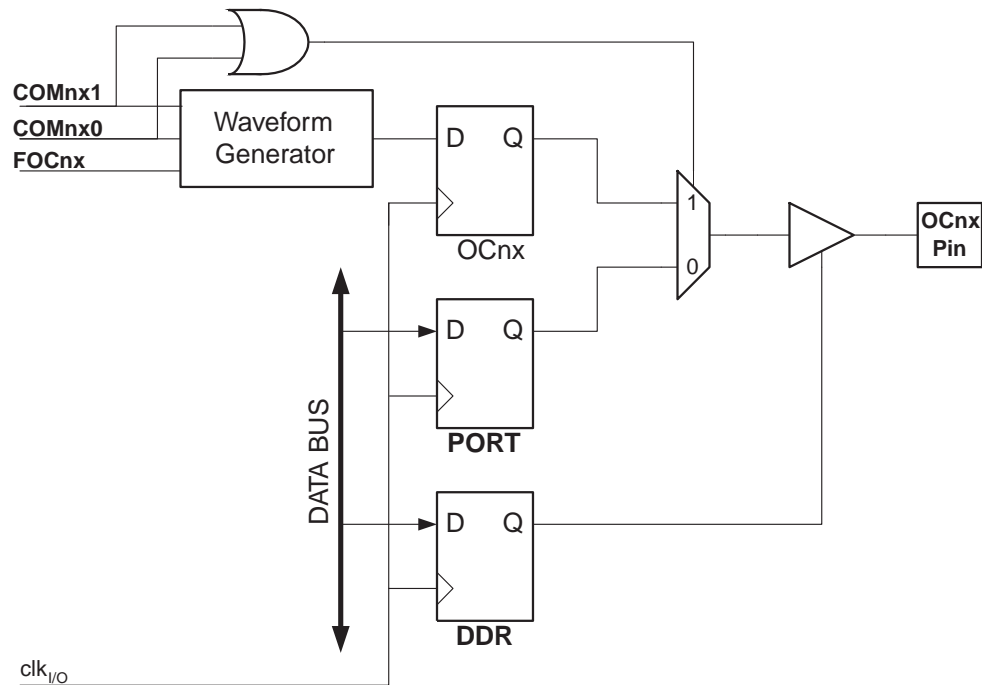 COMnx1
COMnx0
FOCnx
Waveform
Generator
D
Q
OCnx
1
0
OCnx
Pin
D
Q
PORT
DATA BUS
D
Q
DDR
clkI/O